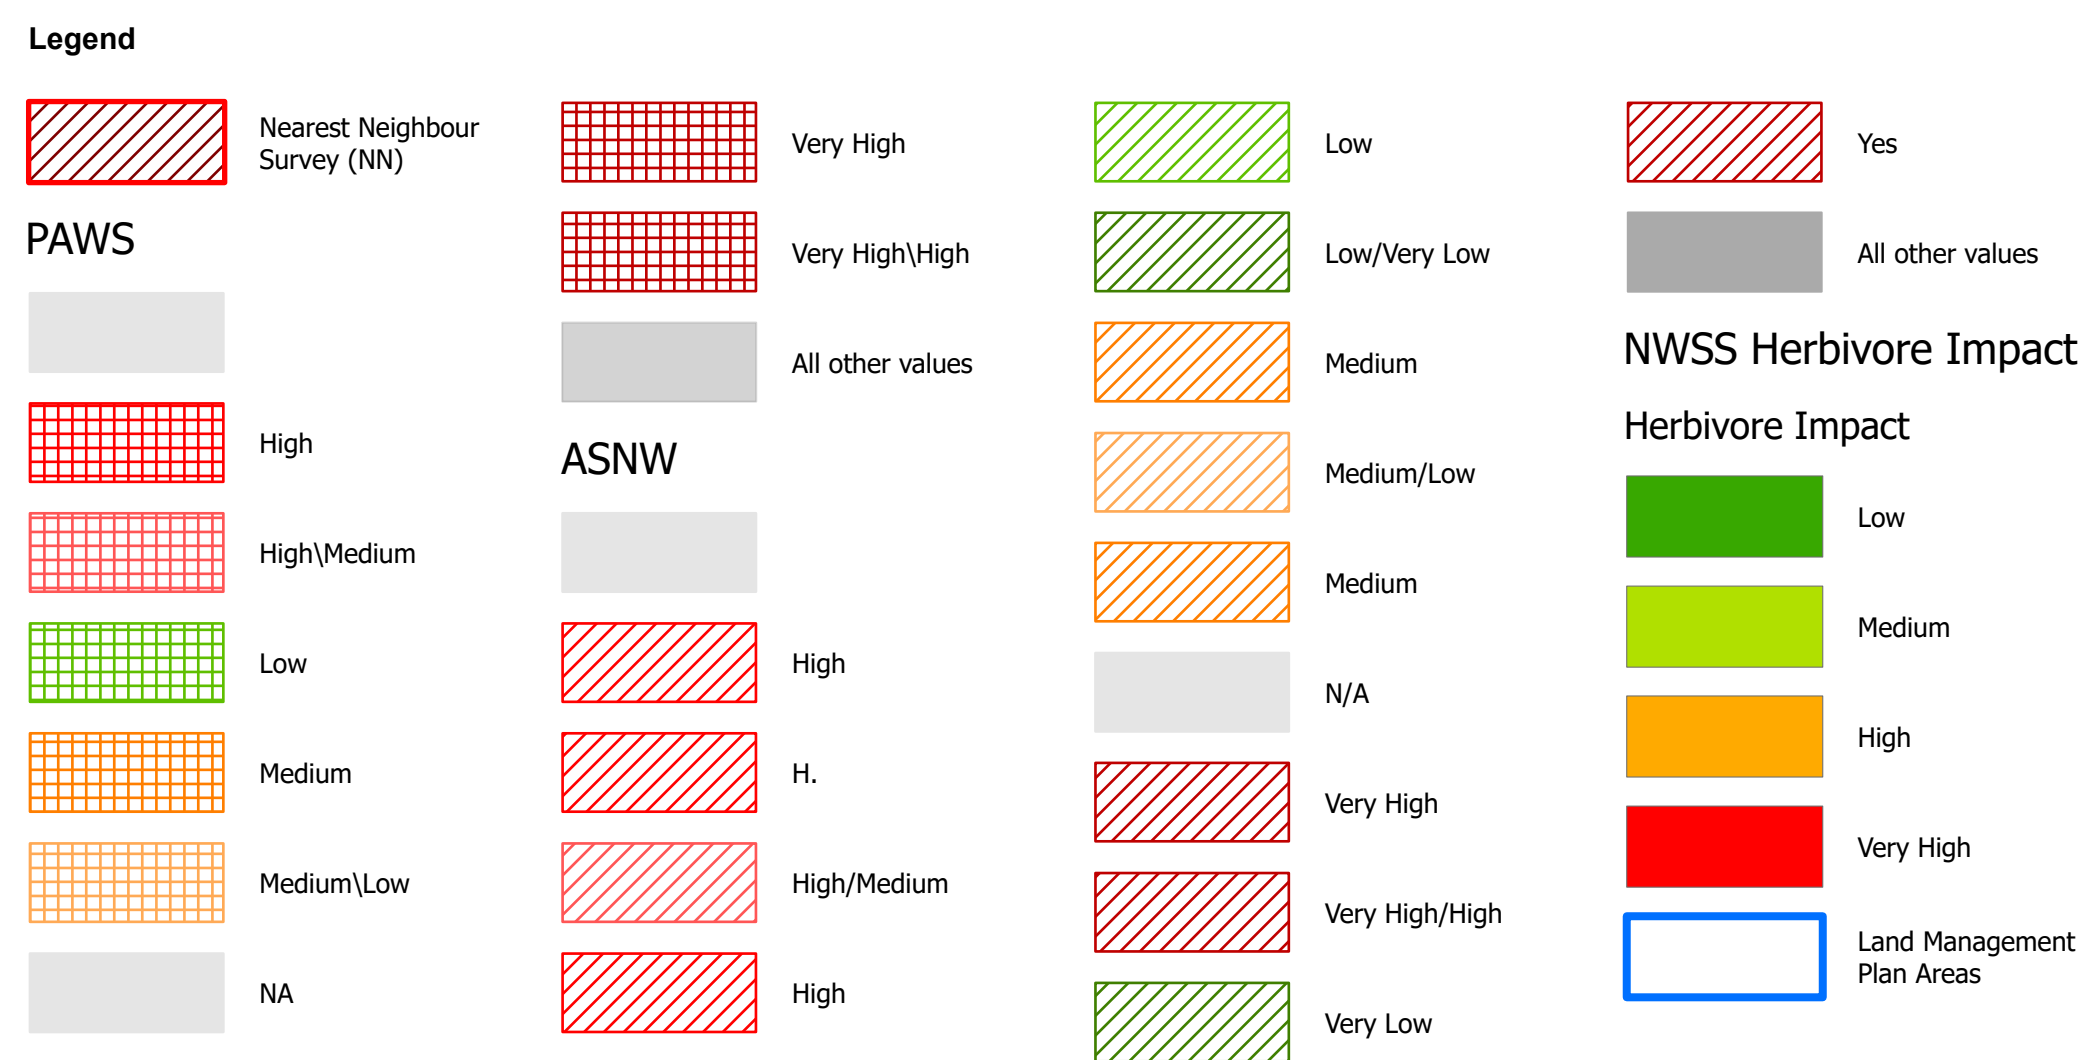 Legend
Nearest Neighbour
Survey (NN)
PAWS
High
High\Medium
Low
Medium
Medium\Low
NA
Very High
Very High\High
All other values
ASNW
High
H.
High/Medium
High
Low
Low/Very Low
Medium
Medium/Low
Medium
N/A
Very High
Very High/High
Very Low
Yes
All other values
NWSS Herbivore Impact
Herbivore Impact
Low
Medium
High
Very High
Land Management
Plan Areas